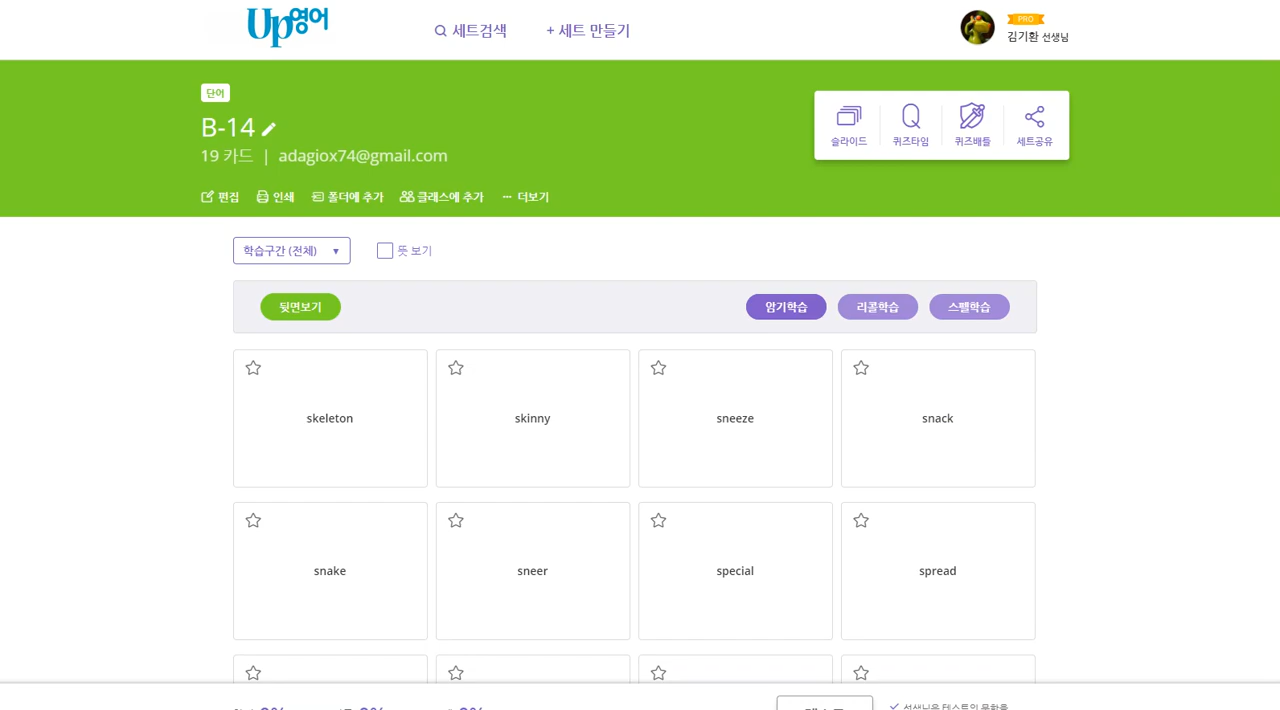 Up영어
세트검색
+ 세트 만들기
PRO
김기환 선생님
단어
B-14
19 카드 | adagiox74@gmail.com
슬라이드
퀴즈타임
퀴즈배틀
세트공유
편집
인쇄
폴더에 추가
클래스에 추가
··· 더보기
학습구간 (전체) ▼
뜻 보기
뒷면보기
암기학습
리콜학습
스펠학습
skeleton
skinny
sneeze
snack
snake
sneer
special
spread